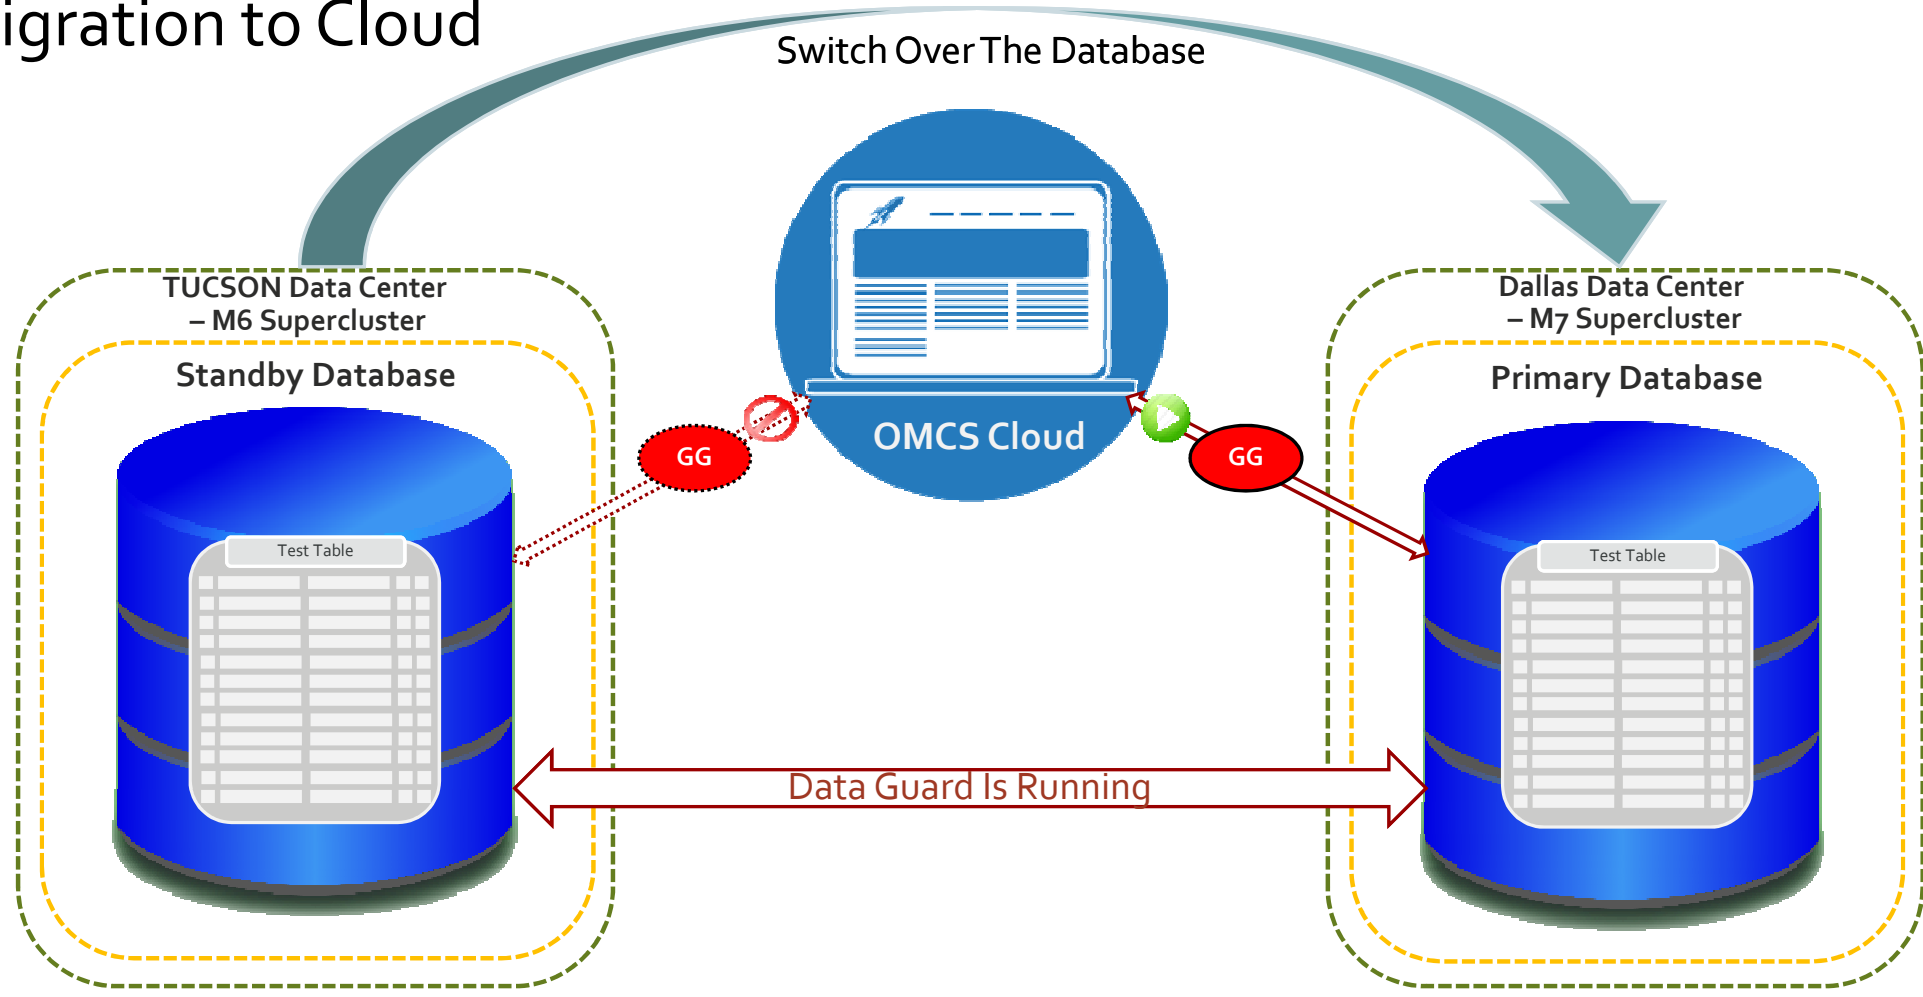 igration to Cloud
Switch Over The Database
TUCSON Data Center
– M6 Supercluster
Standby Database
Test Table
GG
OMCS Cloud
GG
Dallas Data Center
– M7 Supercluster
Primary Database
Test Table
Data Guard Is Running